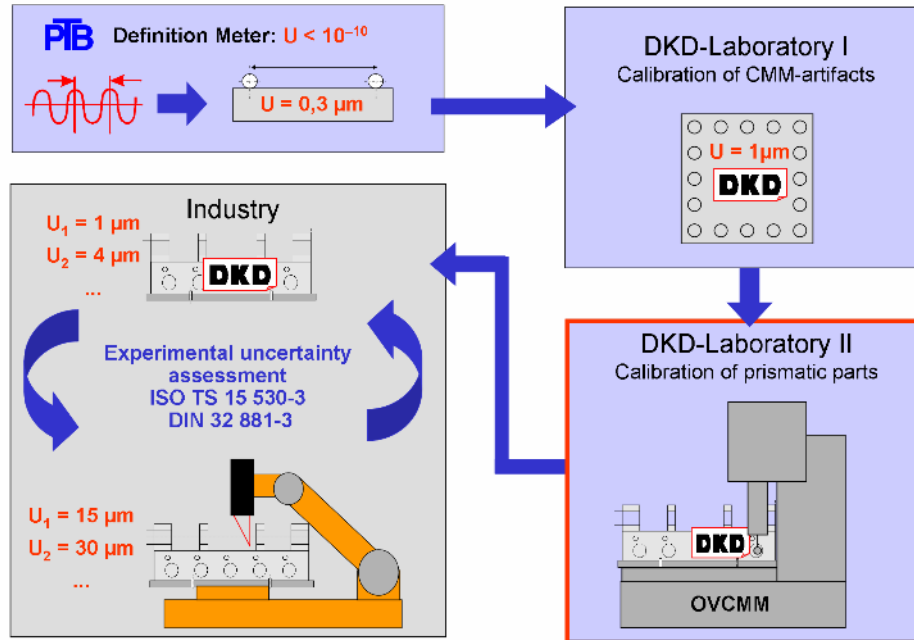 PTB Definition Meter: U < 10⁻¹⁰
U = 0,3 µm
DKD-Laboratory I
Calibration of CMM-artifacts
U = 1µm
DKD
DKD-Laboratory II
Calibration of prismatic parts
DKD
OVCMM
Industry
U₁ = 1 µm
U₂ = 4 µm
...
DKD
Experimental uncertainty
assessment
ISO TS 15 530-3
DIN 32 881-3
U₁ = 15 µm
U₂ = 30 µm
...